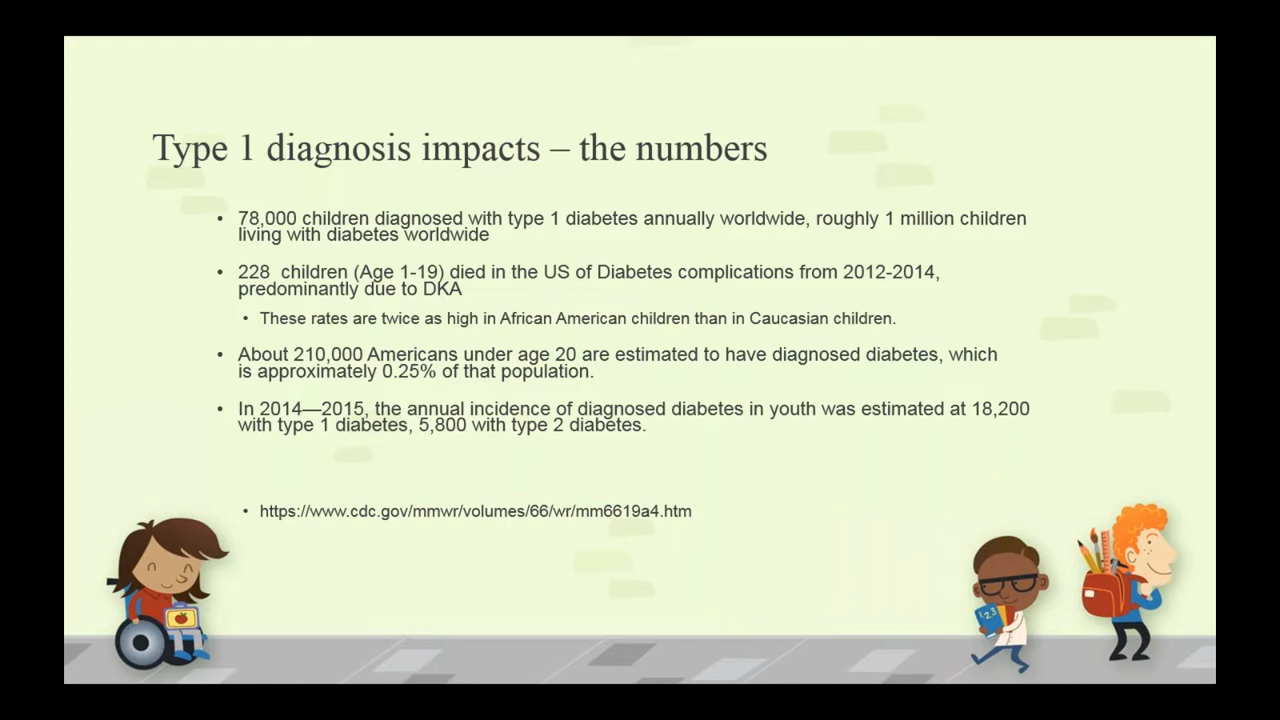 Type 1 diagnosis impacts – the numbers
• 78,000 children diagnosed with type 1 diabetes annually worldwide, roughly 1 million children
living with diabetes worldwide
• 228  children (Age 1-19) died in the US of Diabetes complications from 2012-2014,
predominantly due to DKA
• These rates are twice as high in African American children than in Caucasian children.
• About 210,000 Americans under age 20 are estimated to have diagnosed diabetes, which
is approximately 0.25% of that population.
• In 2014—2015, the annual incidence of diagnosed diabetes in youth was estimated at 18,200
with type 1 diabetes, 5,800 with type 2 diabetes.
• https://www.cdc.gov/mmwr/volumes/66/wr/mm6619a4.htm
1 2 3